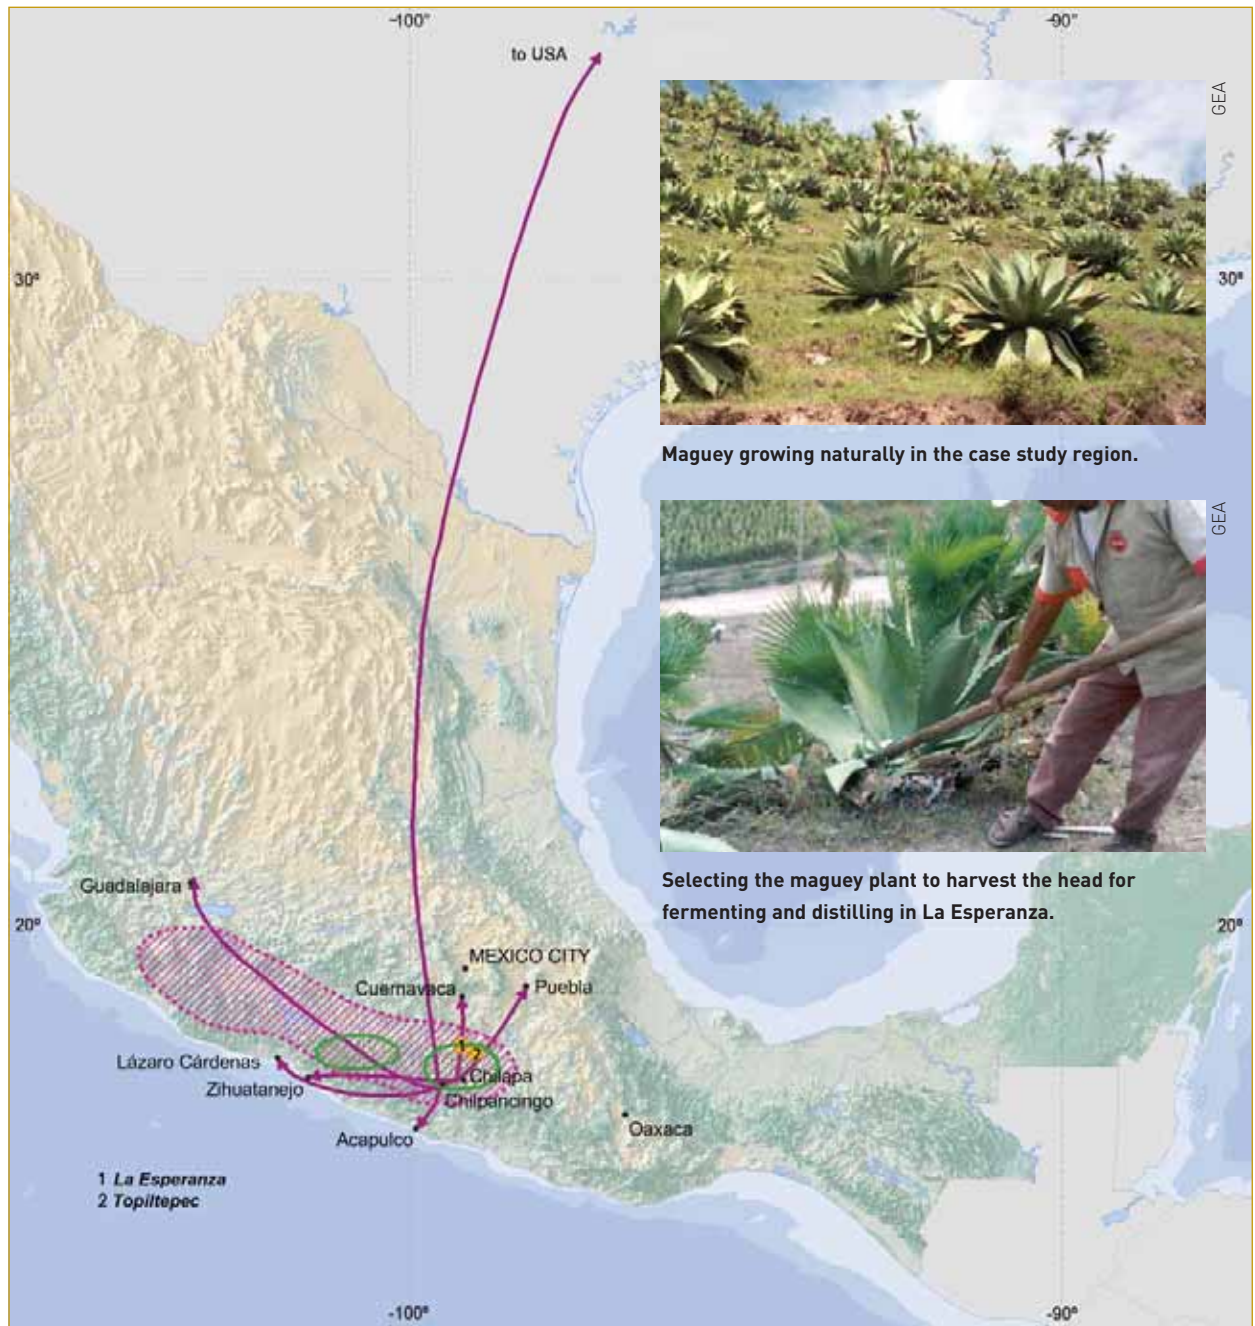 -100°
-90°
to USA
GEA
30°
30°
Maguey growing naturally in the case study region.
GEA
Selecting the maguey plant to harvest the head for
fermenting and distilling in La Esperanza.
Guadalajara
20°
20°
MEXICO CITY
Cuernavaca
Puebla
1
2
Lázaro Cárdenas
Chilapa
Zihuatanejo
Chilpancingo
Acapulco
Oaxaca
1 La Esperanza
2 Topiltepec
-100°
-90°